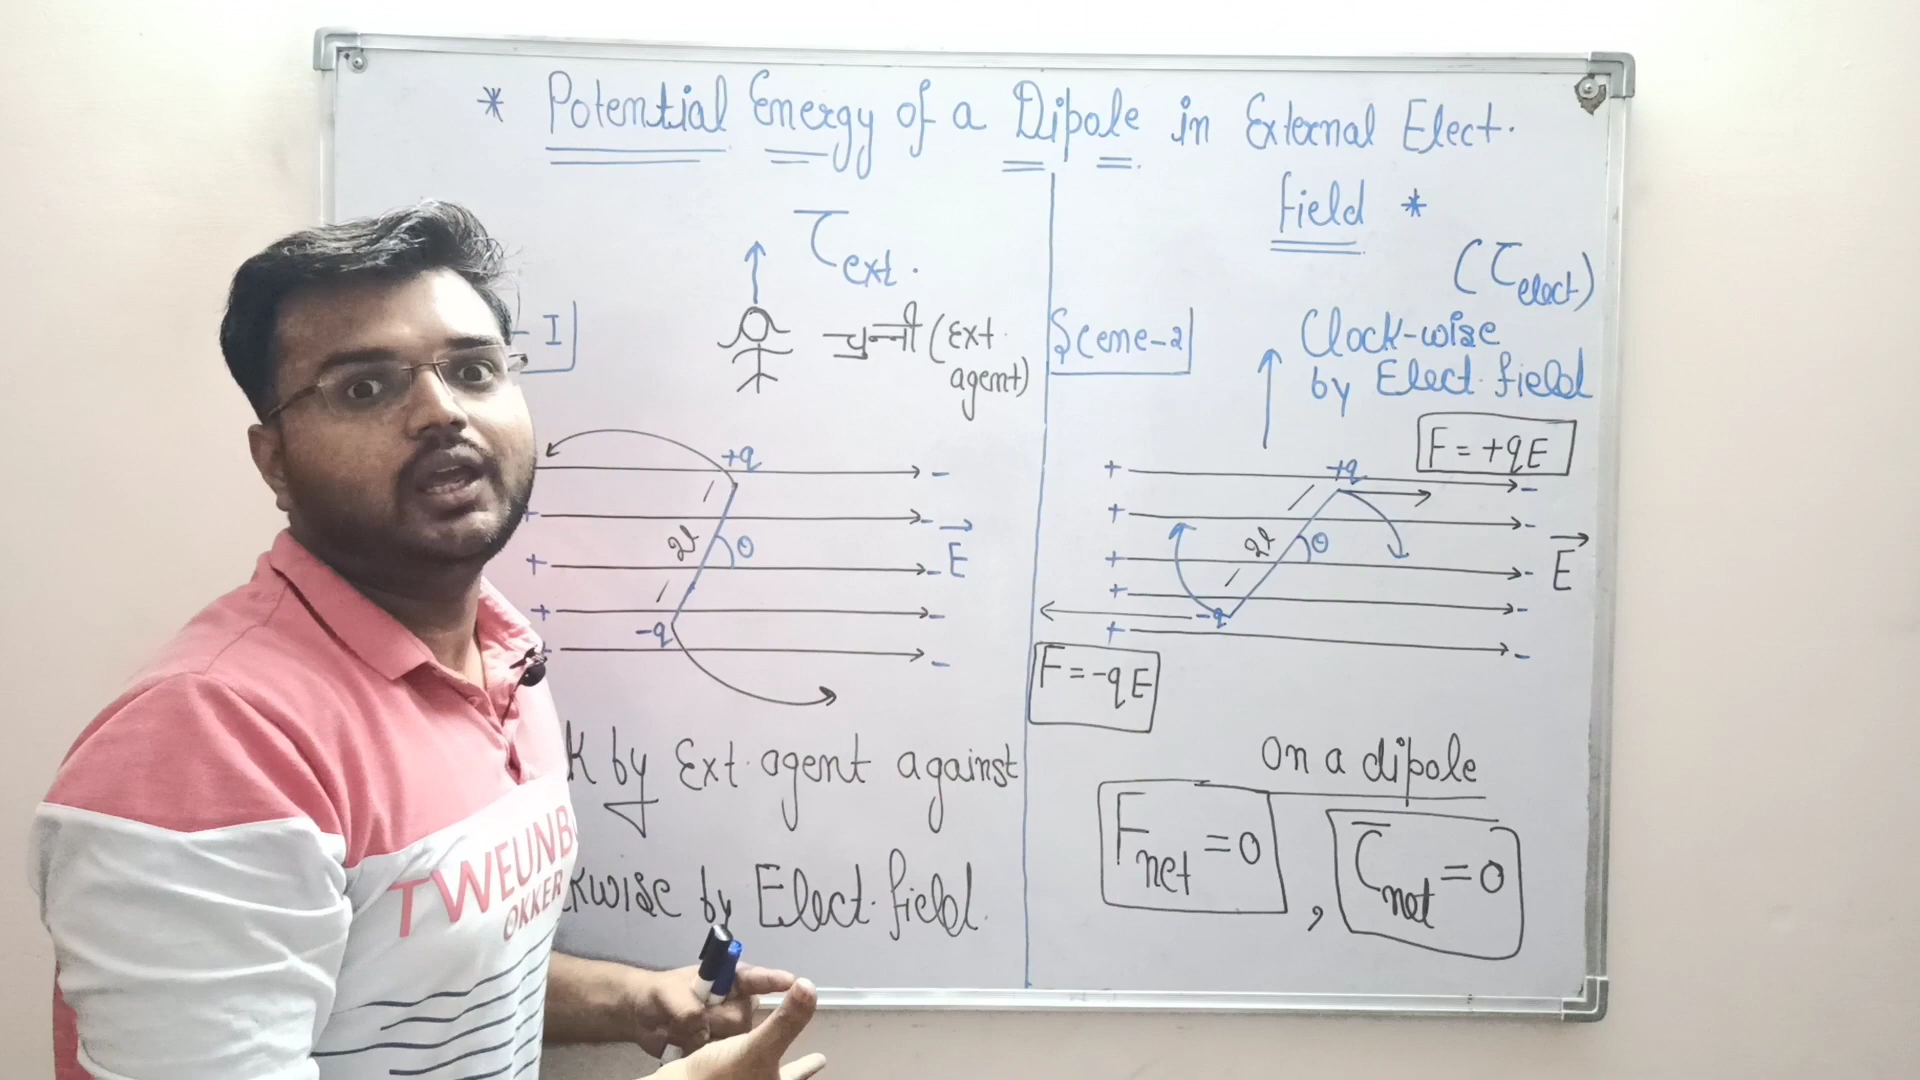 * Potential Energy of a Dipole in External Elect.
field *
τext.
- I
चुन्नी (Ext.
agent)
+q
2l
θ
E
-q
K by Ext. agent against
kwise by Elect. field.
Scene-2
(τelect)
Clock-wise
by Elect. field
F = +qE
+q
2l
θ
E
-q
F = -qE
On a dipole
Fnet = 0 , τnet = 0
TWEUNB
OKKER